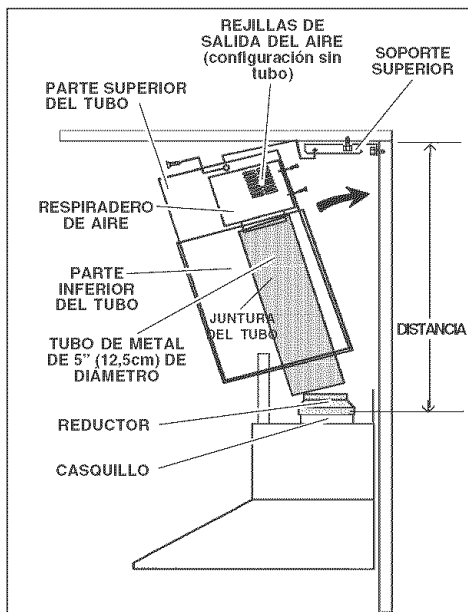 REJILLAS DE
SALIDA DEL AIRE
(configuración sin
tubo)
SOPORTE
SUPERIOR
PARTE SUPERIOR
DEL TUBO
RESPIRADERO
DE AIRE
PARTE
INFERIOR
DEL TUBO
JUNTURA
DEL TUBO
DISTANCIA
TUBO DE METAL
DE 5" (12,5cm) DE
DIÁMETRO
REDUCTOR
CASQUILLO